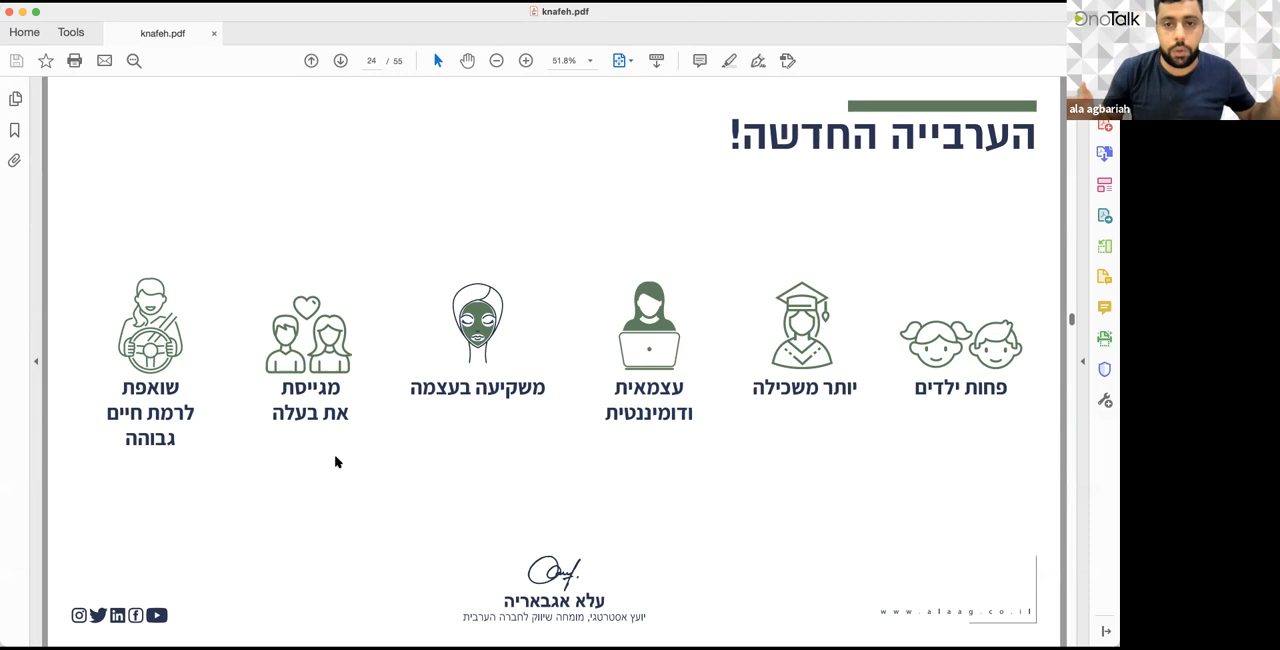 knafeh.pdf
Home
Tools
knafeh.pdf
24 / 55
51.8%
OnoTalk
ala agbariah
הערבייה החדשה!
פחות ילדים
יותר משכילה
עצמאית
ודומיננטית
משקיעה בעצמה
מגייסת
את בעלה
שואפת
לרמת חיים
גבוהה
עלא אגבאריה
יועץ אסטרטגי, מומחה שיווק לחברה הערבית
www.alaag.co.il